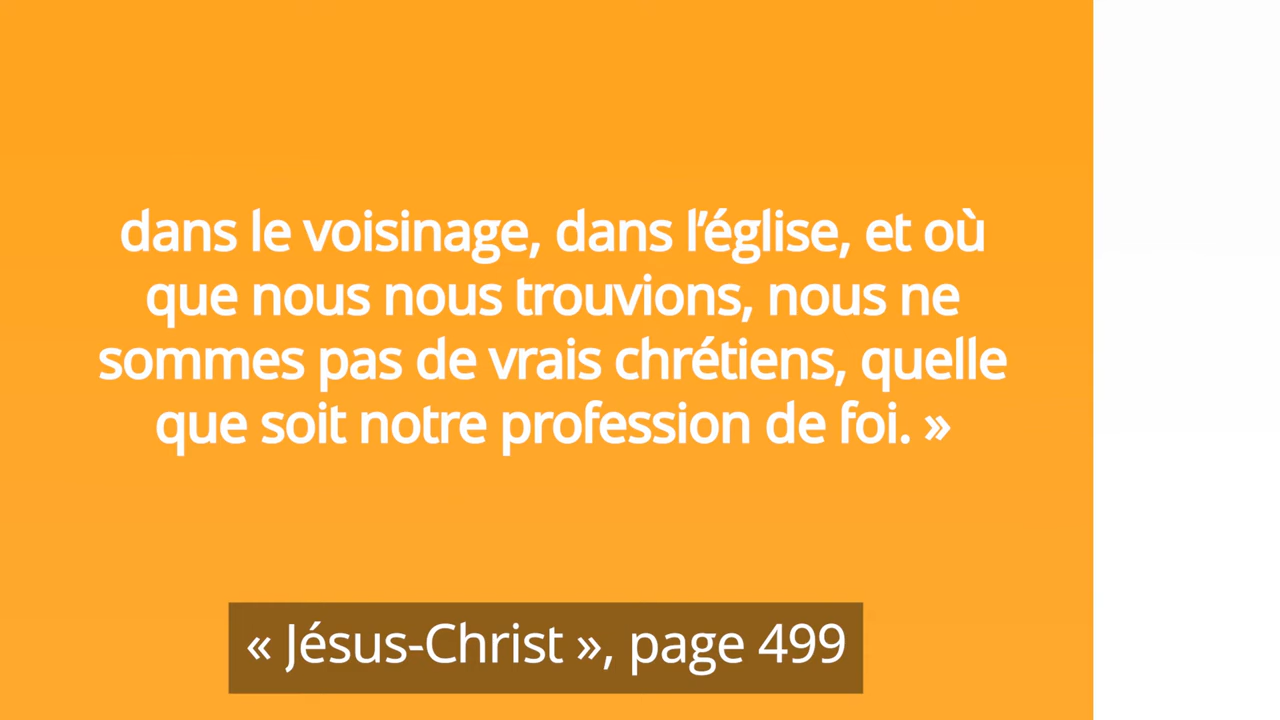 dans le voisinage, dans l’église, et où
que nous nous trouvions, nous ne
sommes pas de vrais chrétiens, quelle
que soit notre profession de foi. »
« Jésus-Christ », page 499